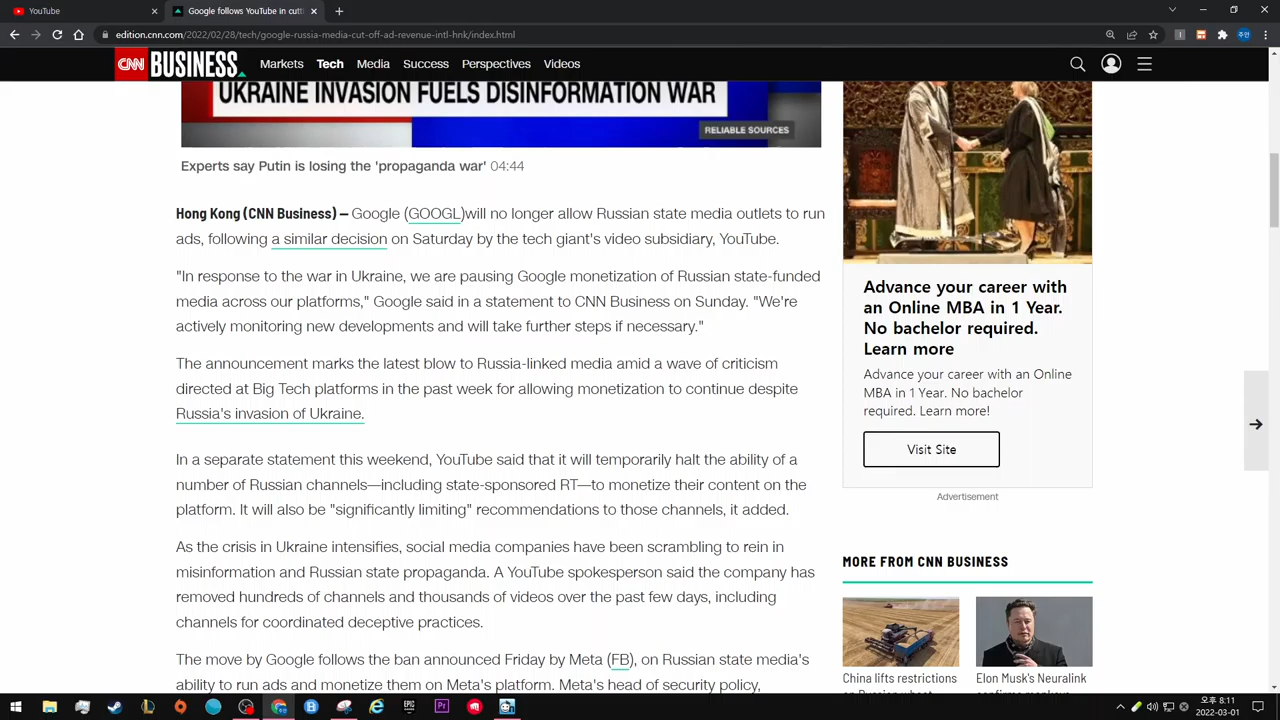 YouTube
Google follows YouTube in cutt
edition.cnn.com/2022/02/28/tech/google-russia-media-cut-off-ad-revenue-intl-hnk/index.html
CNN BUSINESS Markets Tech Media Success Perspectives Videos
UKRAINE INVASION FUELS DISINFORMATION WAR
RELIABLE SOURCES
Experts say Putin is losing the 'propaganda war' 04:44
Hong Kong (CNN Business) — Google (GOOGL)will no longer allow Russian state media outlets to run
ads, following a similar decision on Saturday by the tech giant's video subsidiary, YouTube.
"In response to the war in Ukraine, we are pausing Google monetization of Russian state-funded
media across our platforms," Google said in a statement to CNN Business on Sunday. "We're
actively monitoring new developments and will take further steps if necessary."
The announcement marks the latest blow to Russia-linked media amid a wave of criticism
directed at Big Tech platforms in the past week for allowing monetization to continue despite
Russia's invasion of Ukraine.
In a separate statement this weekend, YouTube said that it will temporarily halt the ability of a
number of Russian channels—including state-sponsored RT—to monetize their content on the
platform. It will also be "significantly limiting" recommendations to those channels, it added.
As the crisis in Ukraine intensifies, social media companies have been scrambling to rein in
misinformation and Russian state propaganda. A YouTube spokesperson said the company has
removed hundreds of channels and thousands of videos over the past few days, including
channels for coordinated deceptive practices.
The move by Google follows the ban announced Friday by Meta (FB), on Russian state media's
ability to run ads and monetize them on Meta's platform. Meta's head of security policy,
Advance your career with
an Online MBA in 1 Year.
No bachelor required.
Learn more
Advance your career with an Online
MBA in 1 Year. No bachelor
required. Learn more!
Visit Site
Advertisement
MORE FROM CNN BUSINESS
China lifts restrictions
Elon Musk's Neuralink
오후 8:11
2022-03-01